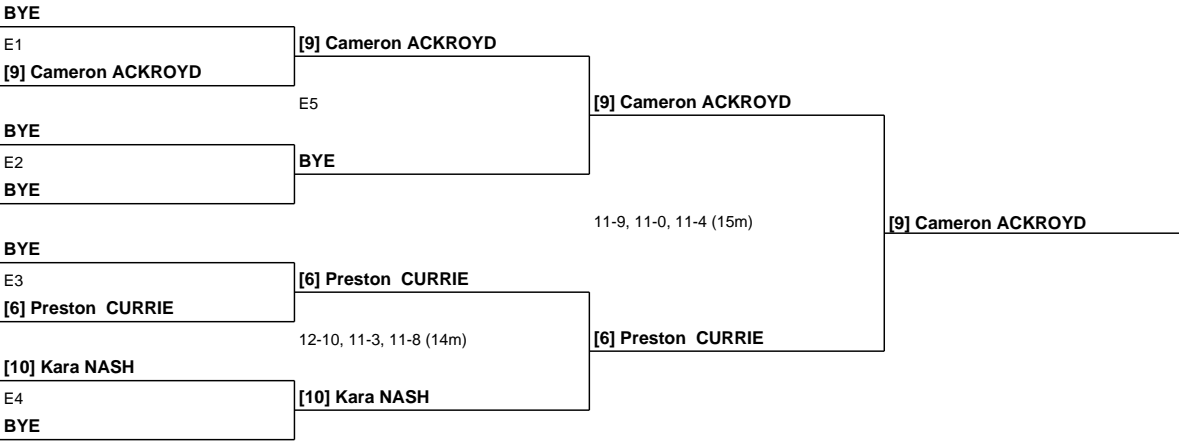 BYE
E1
[9] Cameron ACKROYD
[9] Cameron ACKROYD
E5
[9] Cameron ACKROYD
BYE
E2
BYE
BYE
11-9, 11-0, 11-4 (15m)
[9] Cameron ACKROYD
BYE
E3
[6] Preston  CURRIE
[6] Preston  CURRIE
12-10, 11-3, 11-8 (14m)
[6] Preston  CURRIE
[10] Kara NASH
E4
BYE
[10] Kara NASH